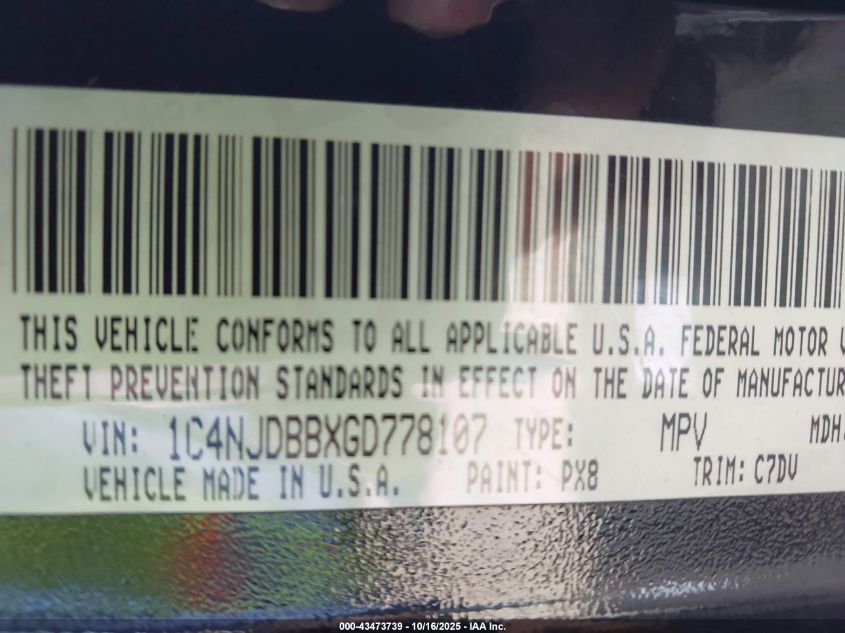 THIS VEHICLE CONFORMS TO ALL APPLICABLE U.S.A. FEDERAL MOTOR V
THEFT PREVENTION STANDARDS IN EFFECT ON THE DATE OF MANUFACTUR
VIN: 1C4NJDBBXGD778107 TYPE: MPV MDH:
VEHICLE MADE IN U.S.A. PAINT: PX8 TRIM: C7DV
000-43473739 - 10/16/2025 - IAA Inc.